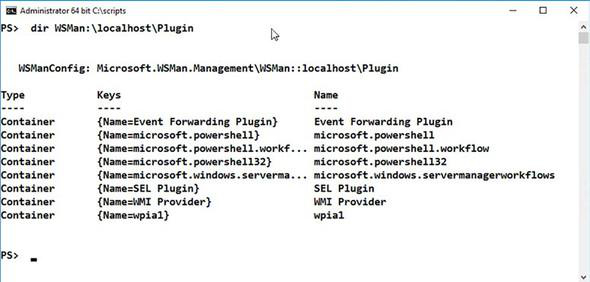 Administrator 64 bit C:\scripts
PS> dir WSMan:\localhost\Plugin
WSManConfig: Microsoft.WSMan.Management\WSMan::localhost\Plugin
Type Keys Name
---- ---- ----
Container {Name=Event Forwarding Plugin} Event Forwarding Plugin
Container {Name=microsoft.powershell} microsoft.powershell
Container {Name=microsoft.powershell.workf... microsoft.powershell.workflow
Container {Name=microsoft.powershell32} microsoft.powershell32
Container {Name=microsoft.windows.serverma... microsoft.windows.servermanagerworkflows
Container {Name=SEL Plugin} SEL Plugin
Container {Name=WMI Provider} WMI Provider
Container {Name=wpia1} wpia1
PS> _